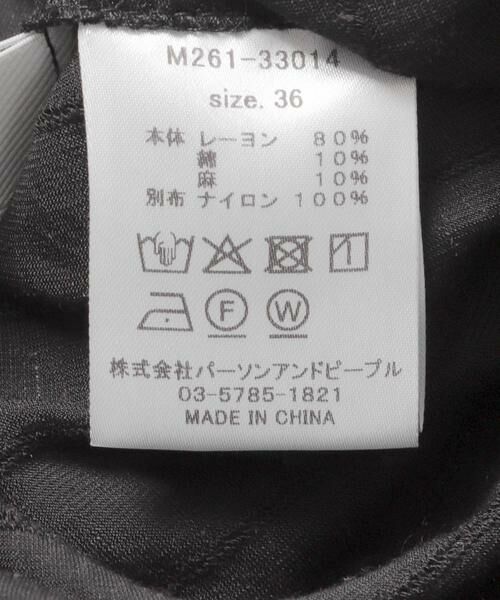 M261-33014
size. 36
本体 レーヨン 80%
綿 10%
麻 10%
別布 ナイロン 100%
F W
株式会社パーソンアンドピープル
03-5785-1821
MADE IN CHINA